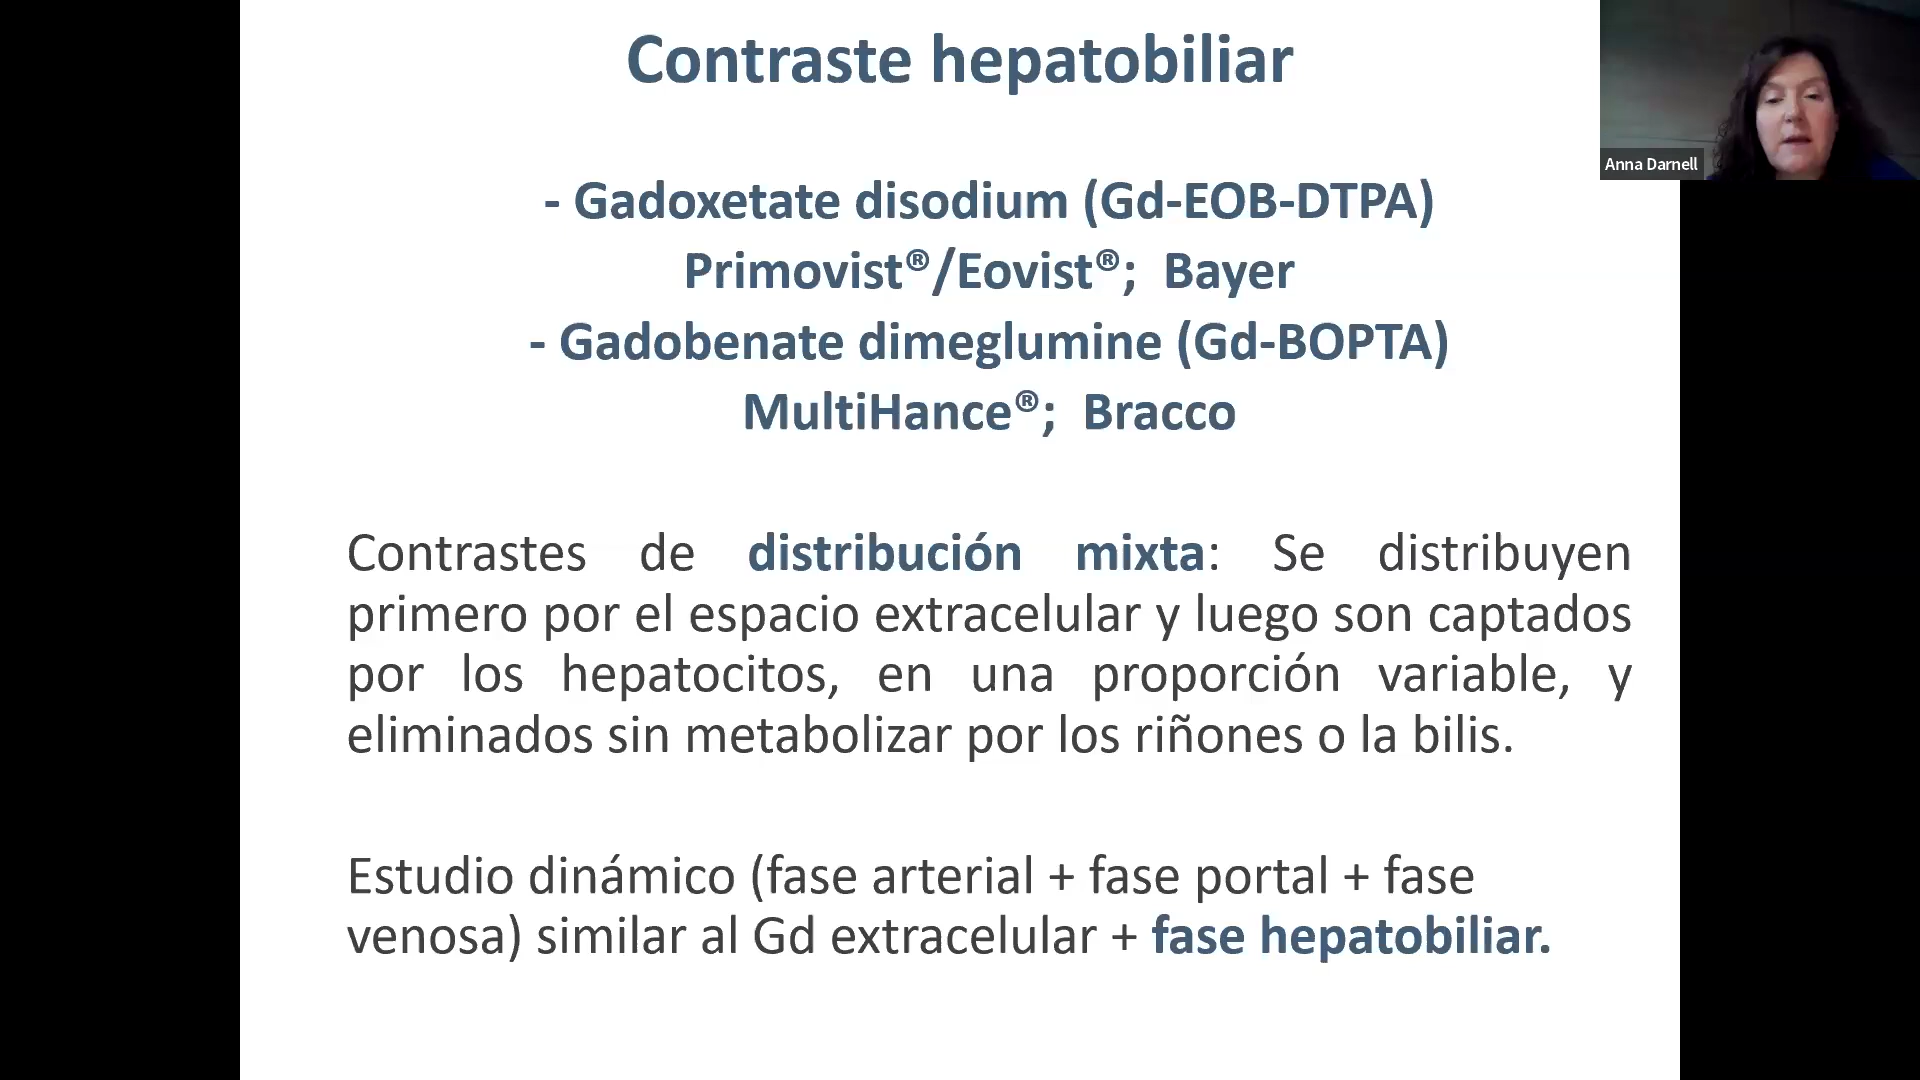 Contraste hepatobiliar
Anna Darnell
- Gadoxetate disodium (Gd-EOB-DTPA)
Primovist®/Eovist®; Bayer
- Gadobenate dimeglumine (Gd-BOPTA)
MultiHance®; Bracco
Contrastes de distribución mixta: Se distribuyen
primero por el espacio extracelular y luego son captados
por los hepatocitos, en una proporción variable, y
eliminados sin metabolizar por los riñones o la bilis.
Estudio dinámico (fase arterial + fase portal + fase
venosa) similar al Gd extracelular + fase hepatobiliar.